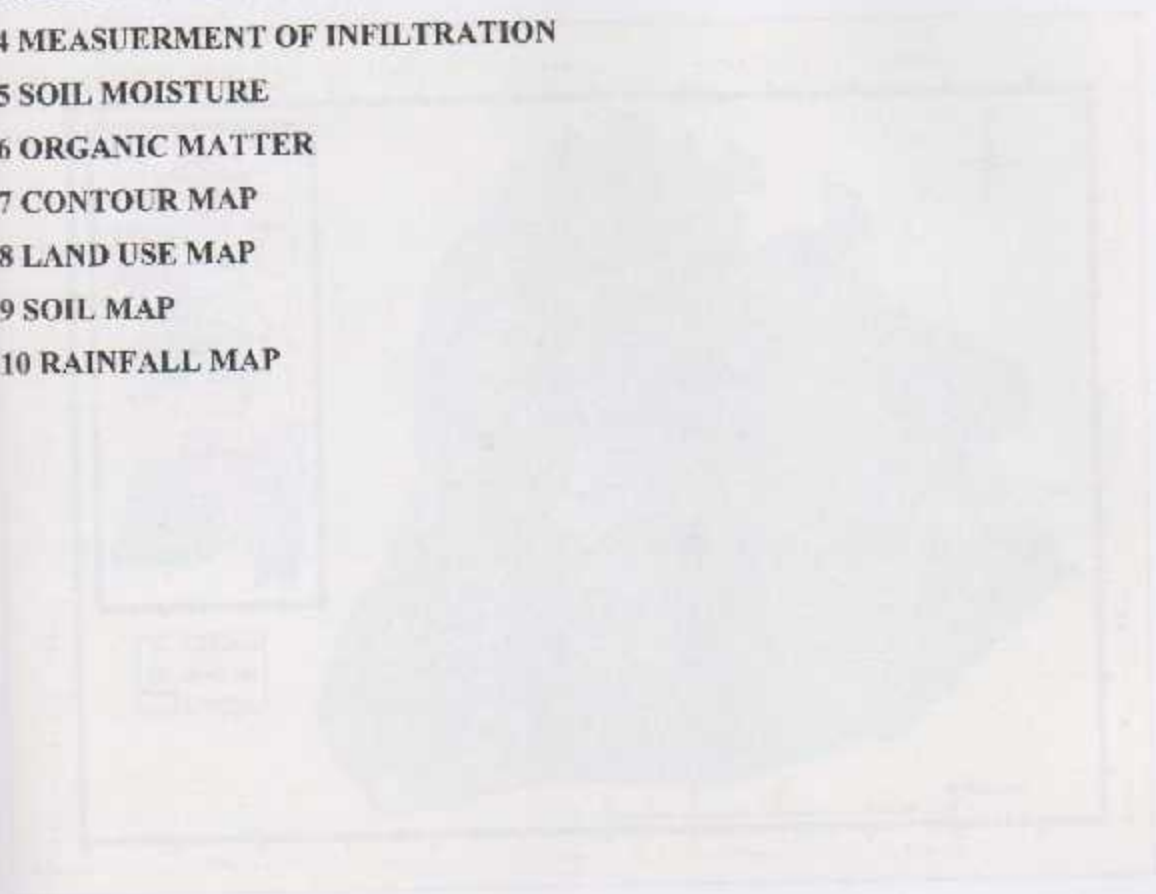 4 MEASUERMENT OF INFILTRATION
5 SOIL MOISTURE
6 ORGANIC MATTER
7 CONTOUR MAP
8 LAND USE MAP
9 SOIL MAP
10 RAINFALL MAP